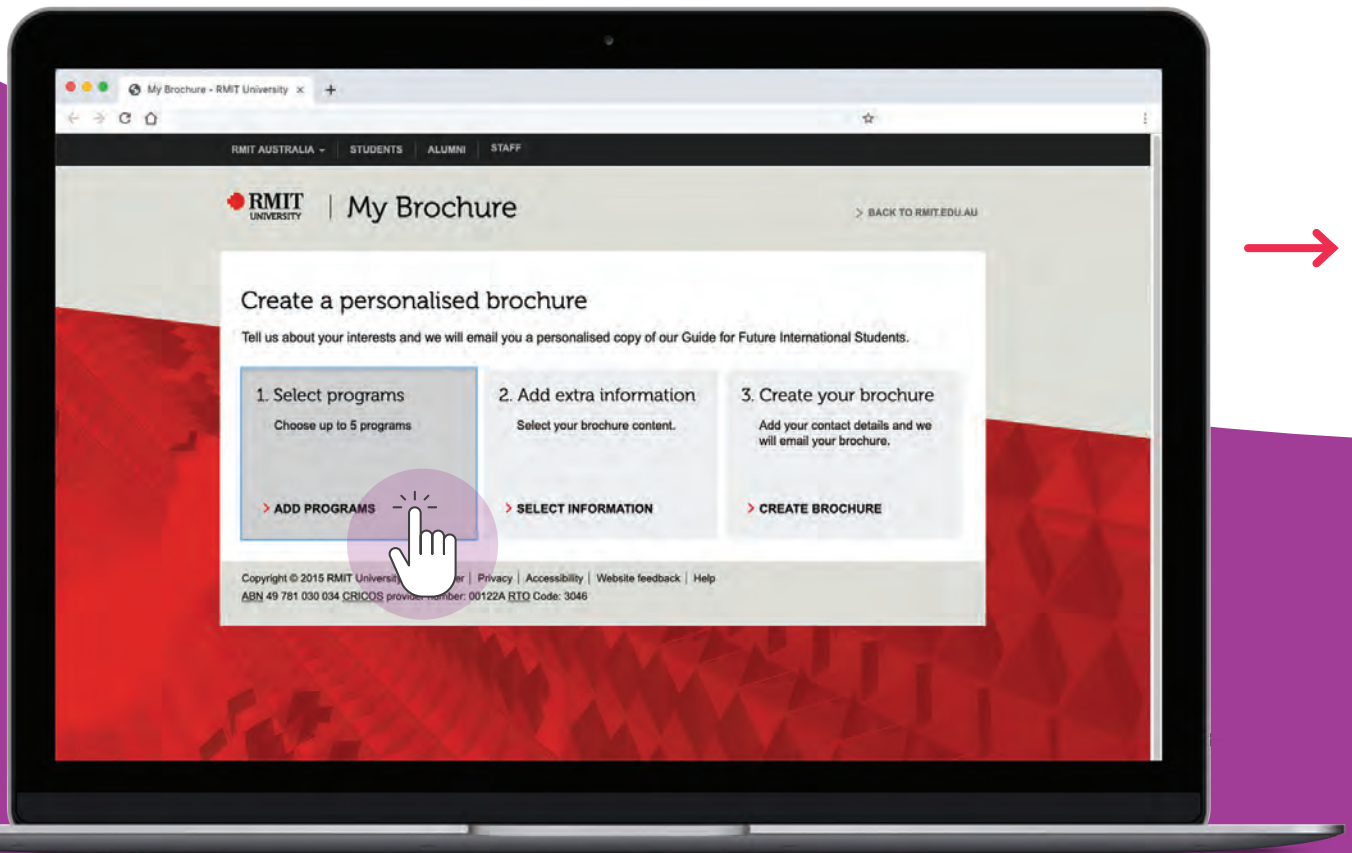 My Brochure - RMIT University
RMIT AUSTRALIA
STUDENTS
ALUMNI
STAFF
RMIT
UNIVERSITY
My Brochure
> BACK TO RMIT.EDU.AU
Create a personalised brochure
Tell us about your interests and we will email you a personalised copy of our Guide for Future International Students.
1. Select programs
Choose up to 5 programs
> ADD PROGRAMS
2. Add extra information
Select your brochure content.
> SELECT INFORMATION
3. Create your brochure
Add your contact details and we
will email your brochure.
> CREATE BROCHURE
Copyright © 2015 RMIT University | Privacy | Accessibility | Website feedback | Help
ABN 49 781 030 034 CRICOS provider number: 00122A RTO Code: 3046